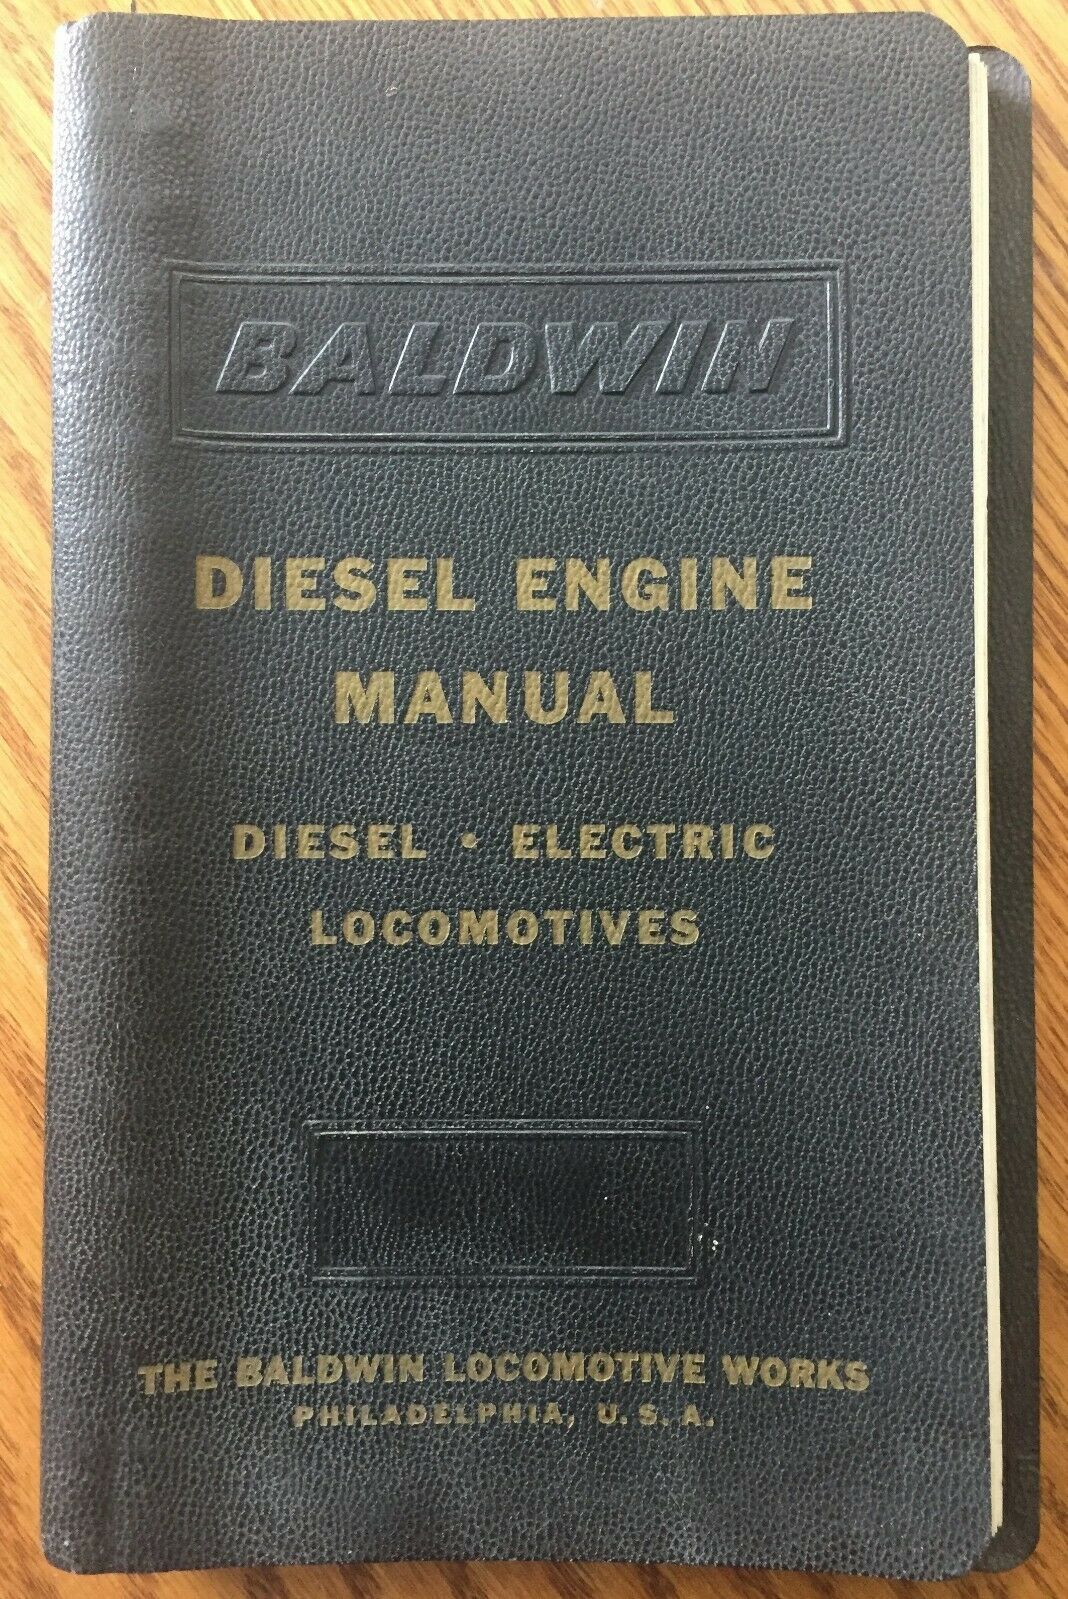 BALDWIN
DIESEL ENGINE
MANUAL
DIESEL • ELECTRIC
LOCOMOTIVES
THE BALDWIN LOCOMOTIVE WORKS
PHILADELPHIA, U.S.A.